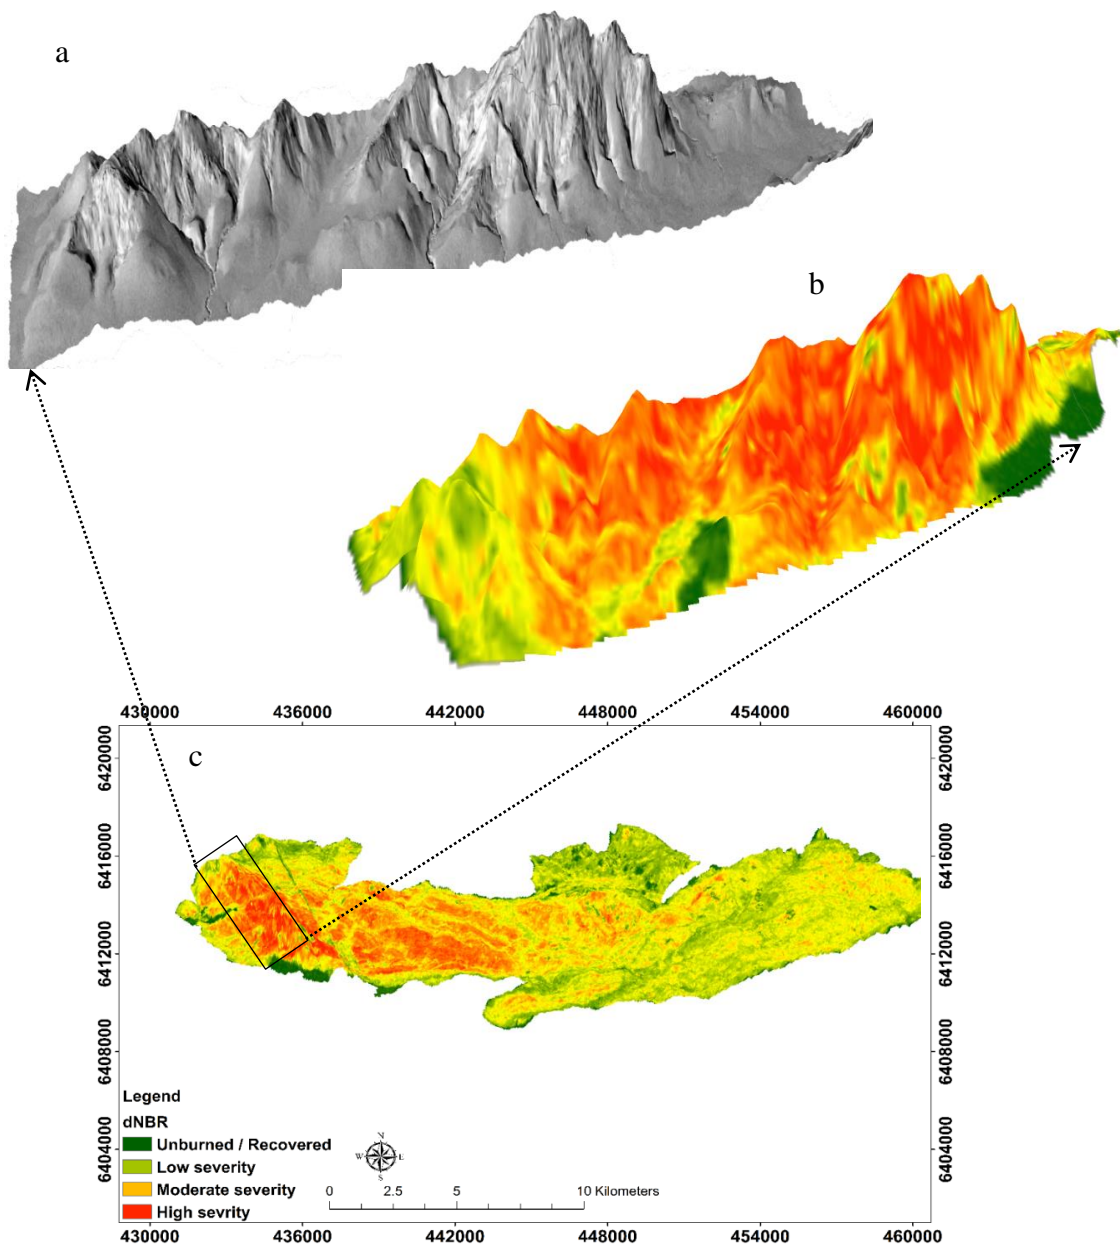 a
b
430000 436000 442000 448000 454000 460000
c
6420000 6420000
6416000 6416000
6412000 6412000
6408000 6408000
6404000 6404000
Legend
dNBR
Unburned / Recovered
Low severity
Moderate severity
High sevrity
N
W E
S
0 2.5 5 10 Kilometers
430000 436000 442000 448000 454000 460000